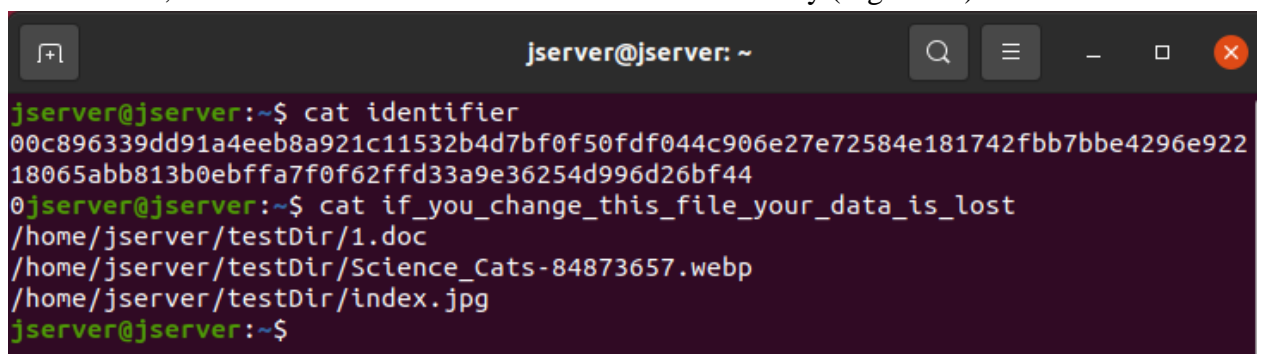 jserver@jserver: ~
jserver@jserver:~$ cat identifier
00c896339dd91a4eeb8a921c11532b4d7bf0f50fdf044c906e27e72584e181742fbb7bbe4296e922
18065abb813b0ebffa7f0f62ffd33a9e36254d996d26bf44
0jserver@jserver:~$ cat if_you_change_this_file_your_data_is_lost
/home/jserver/testDir/1.doc
/home/jserver/testDir/Science_Cats-84873657.webp
/home/jserver/testDir/index.jpg
jserver@jserver:~$